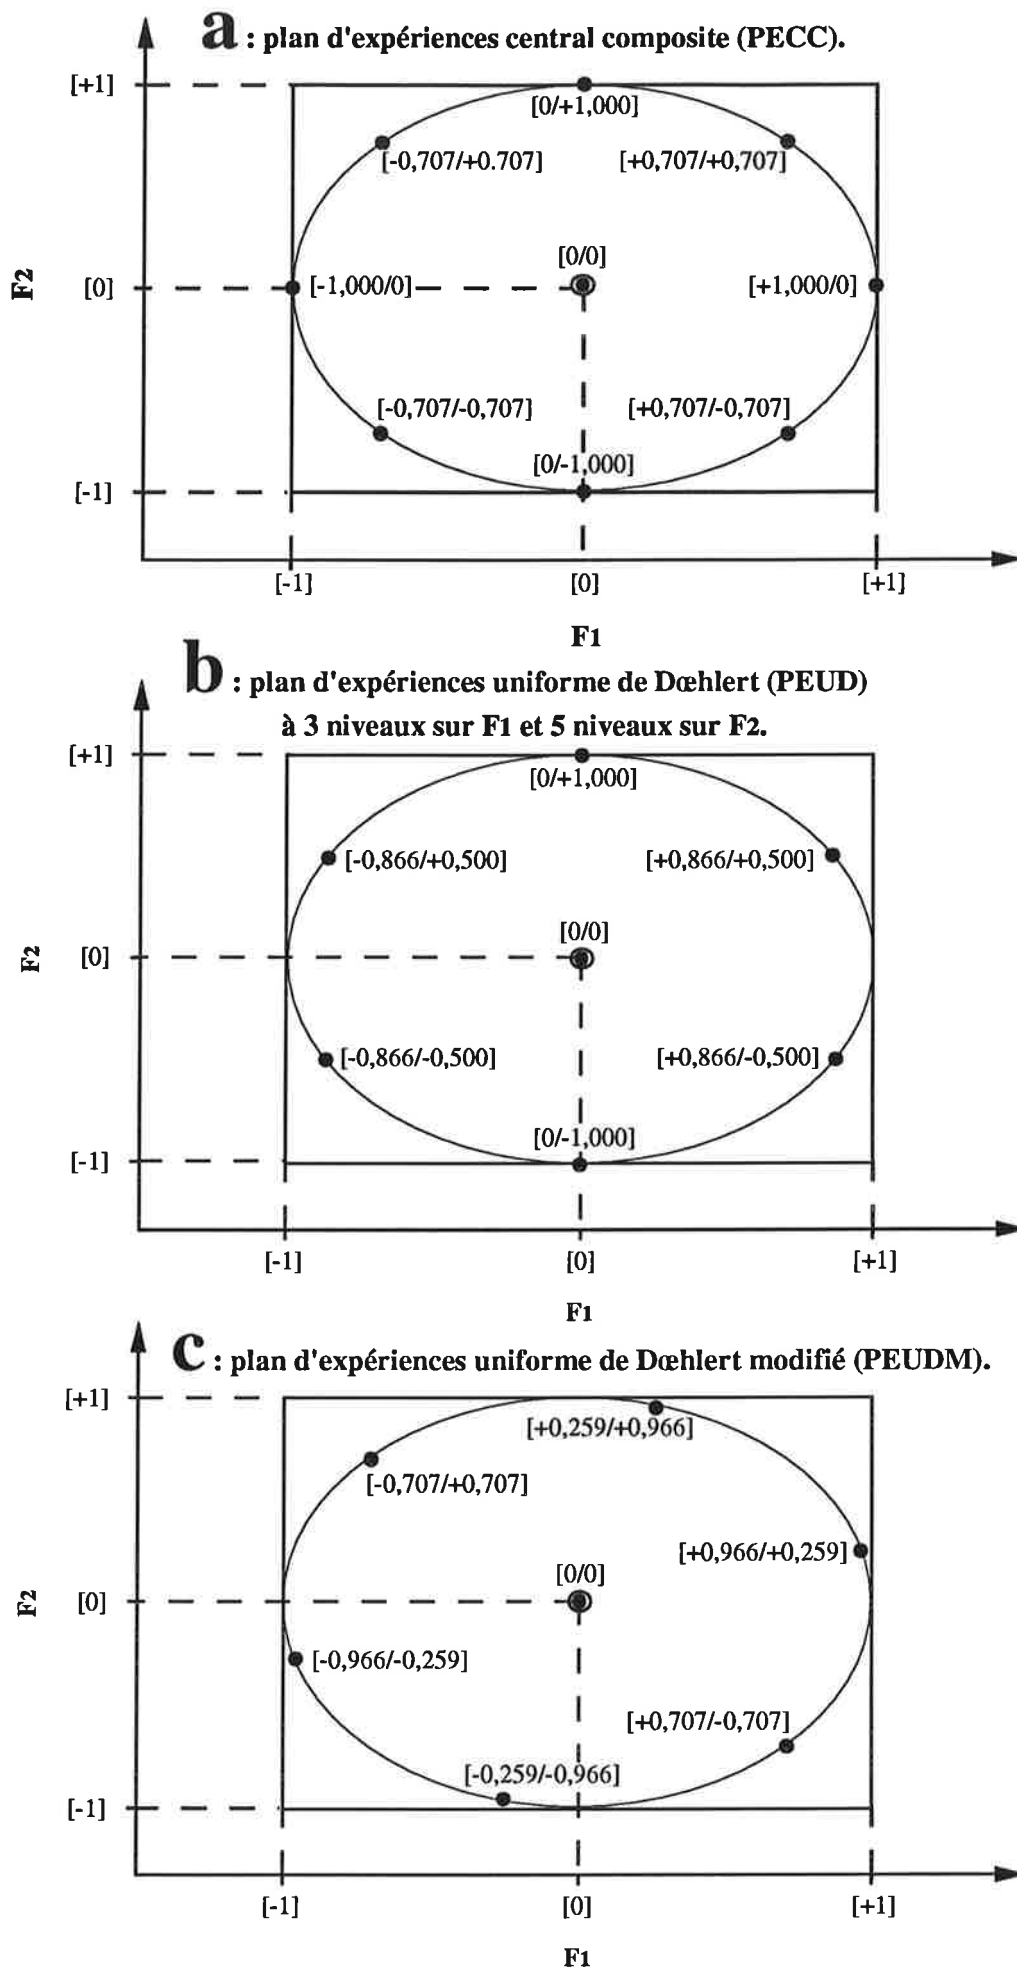 a : plan d'expériences central composite (PECC).
[+1]
[0/+1,000]
[-0,707/+0.707] [+0,707/+0,707]
[0/0]
F2 [0] [-1,000/0] [+1,000/0]
[-0,707/-0,707] [+0,707/-0,707]
[0/-1,000]
[-1]
[-1] [0] [+1]
F1
b : plan d'expériences uniforme de Dœhlert (PEUD)
à 3 niveaux sur F1 et 5 niveaux sur F2.
[+1]
[0/+1,000]
[-0,866/+0,500] [+0,866/+0,500]
[0/0]
F2 [0]
[-0,866/-0,500] [+0,866/-0,500]
[0/-1,000]
[-1]
[-1] [0] [+1]
F1
c : plan d'expériences uniforme de Dœhlert modifié (PEUDM).
[+1]
[+0,259/+0,966]
[-0,707/+0,707]
[+0,966/+0,259]
[0/0]
F2 [0]
[-0,966/-0,259]
[+0,707/-0,707]
[-0,259/-0,966]
[-1]
[-1] [0] [+1]
F1